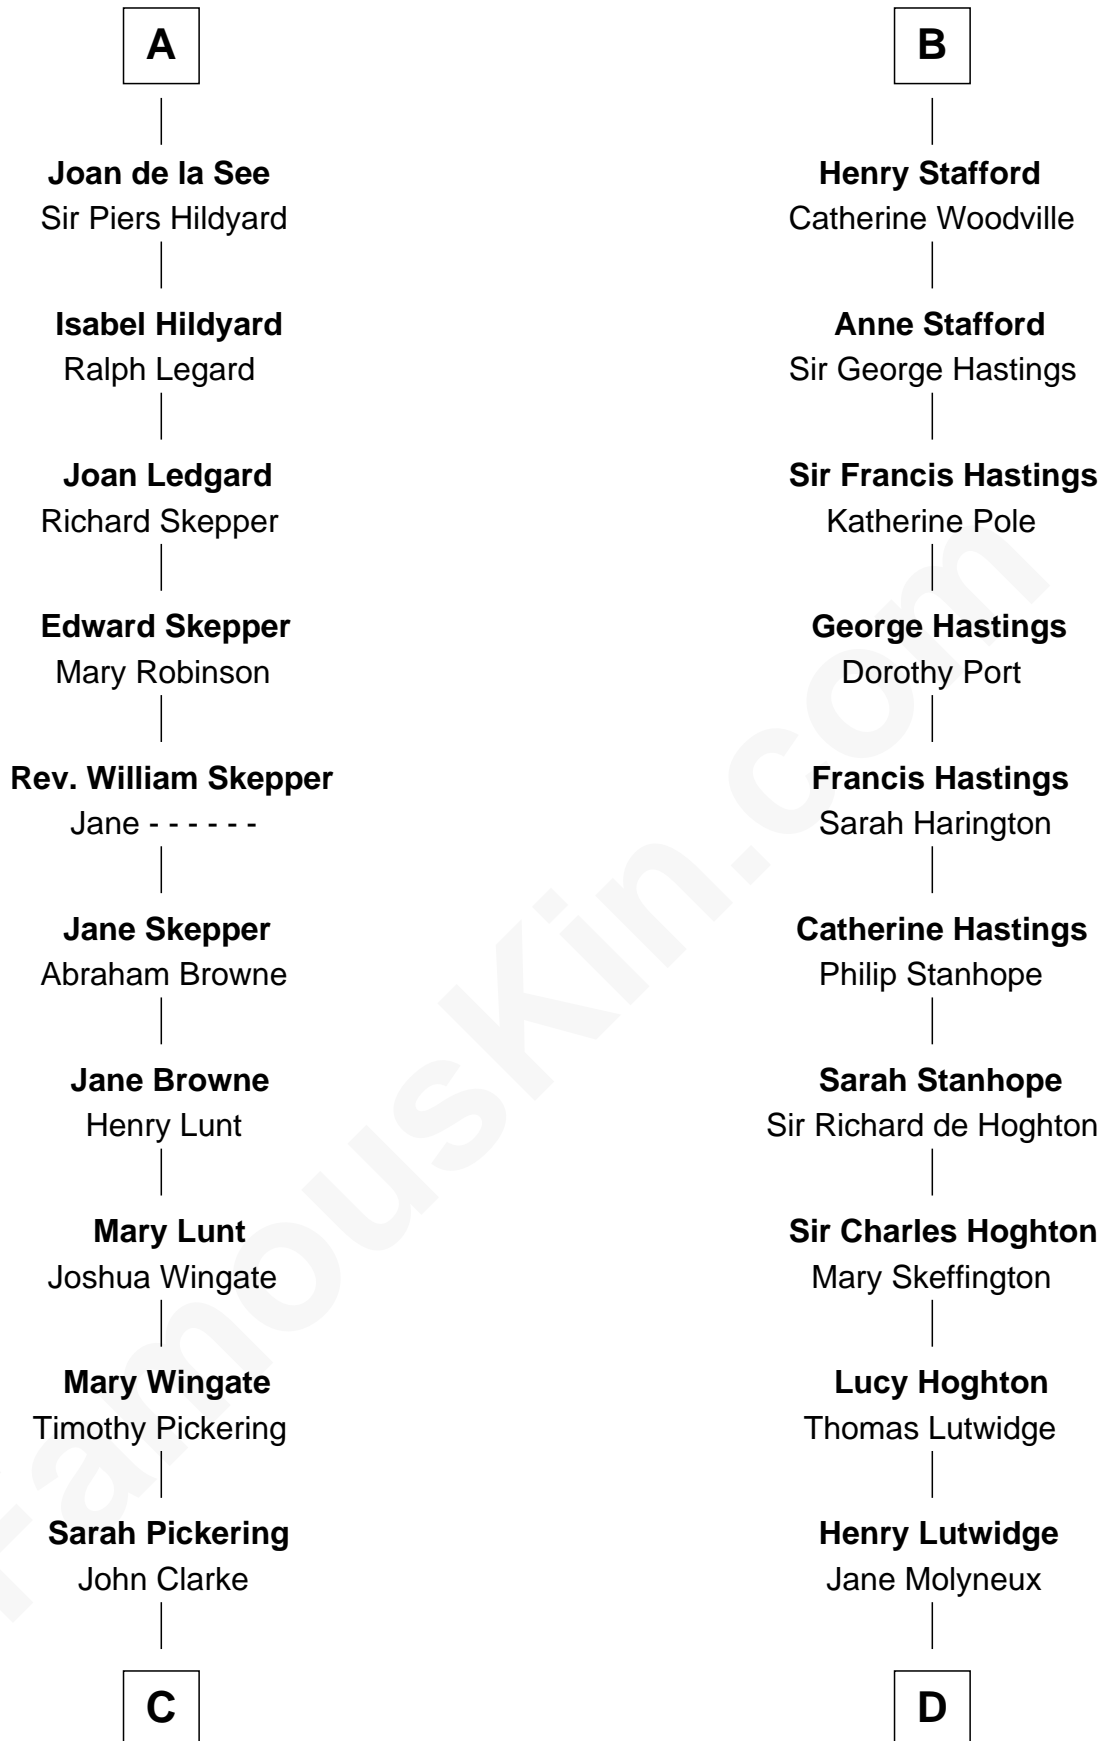 A
Joan de la See
Sir Piers Hildyard
Isabel Hildyard
Ralph Legard
Joan Ledgard
Richard Skepper
Edward Skepper
Mary Robinson
Rev. William Skepper
Jane - - - - - -
Jane Skepper
Abraham Browne
Jane Browne
Henry Lunt
Mary Lunt
Joshua Wingate
Mary Wingate
Timothy Pickering
Sarah Pickering
John Clarke
C
B
Henry Stafford
Catherine Woodville
Anne Stafford
Sir George Hastings
Sir Francis Hastings
Katherine Pole
George Hastings
Dorothy Port
Francis Hastings
Sarah Harington
Catherine Hastings
Philip Stanhope
Sarah Stanhope
Sir Richard de Hoghton
Sir Charles Hoghton
Mary Skeffington
Lucy Hoghton
Thomas Lutwidge
Henry Lutwidge
Jane Molyneux
D
FamousKin.com